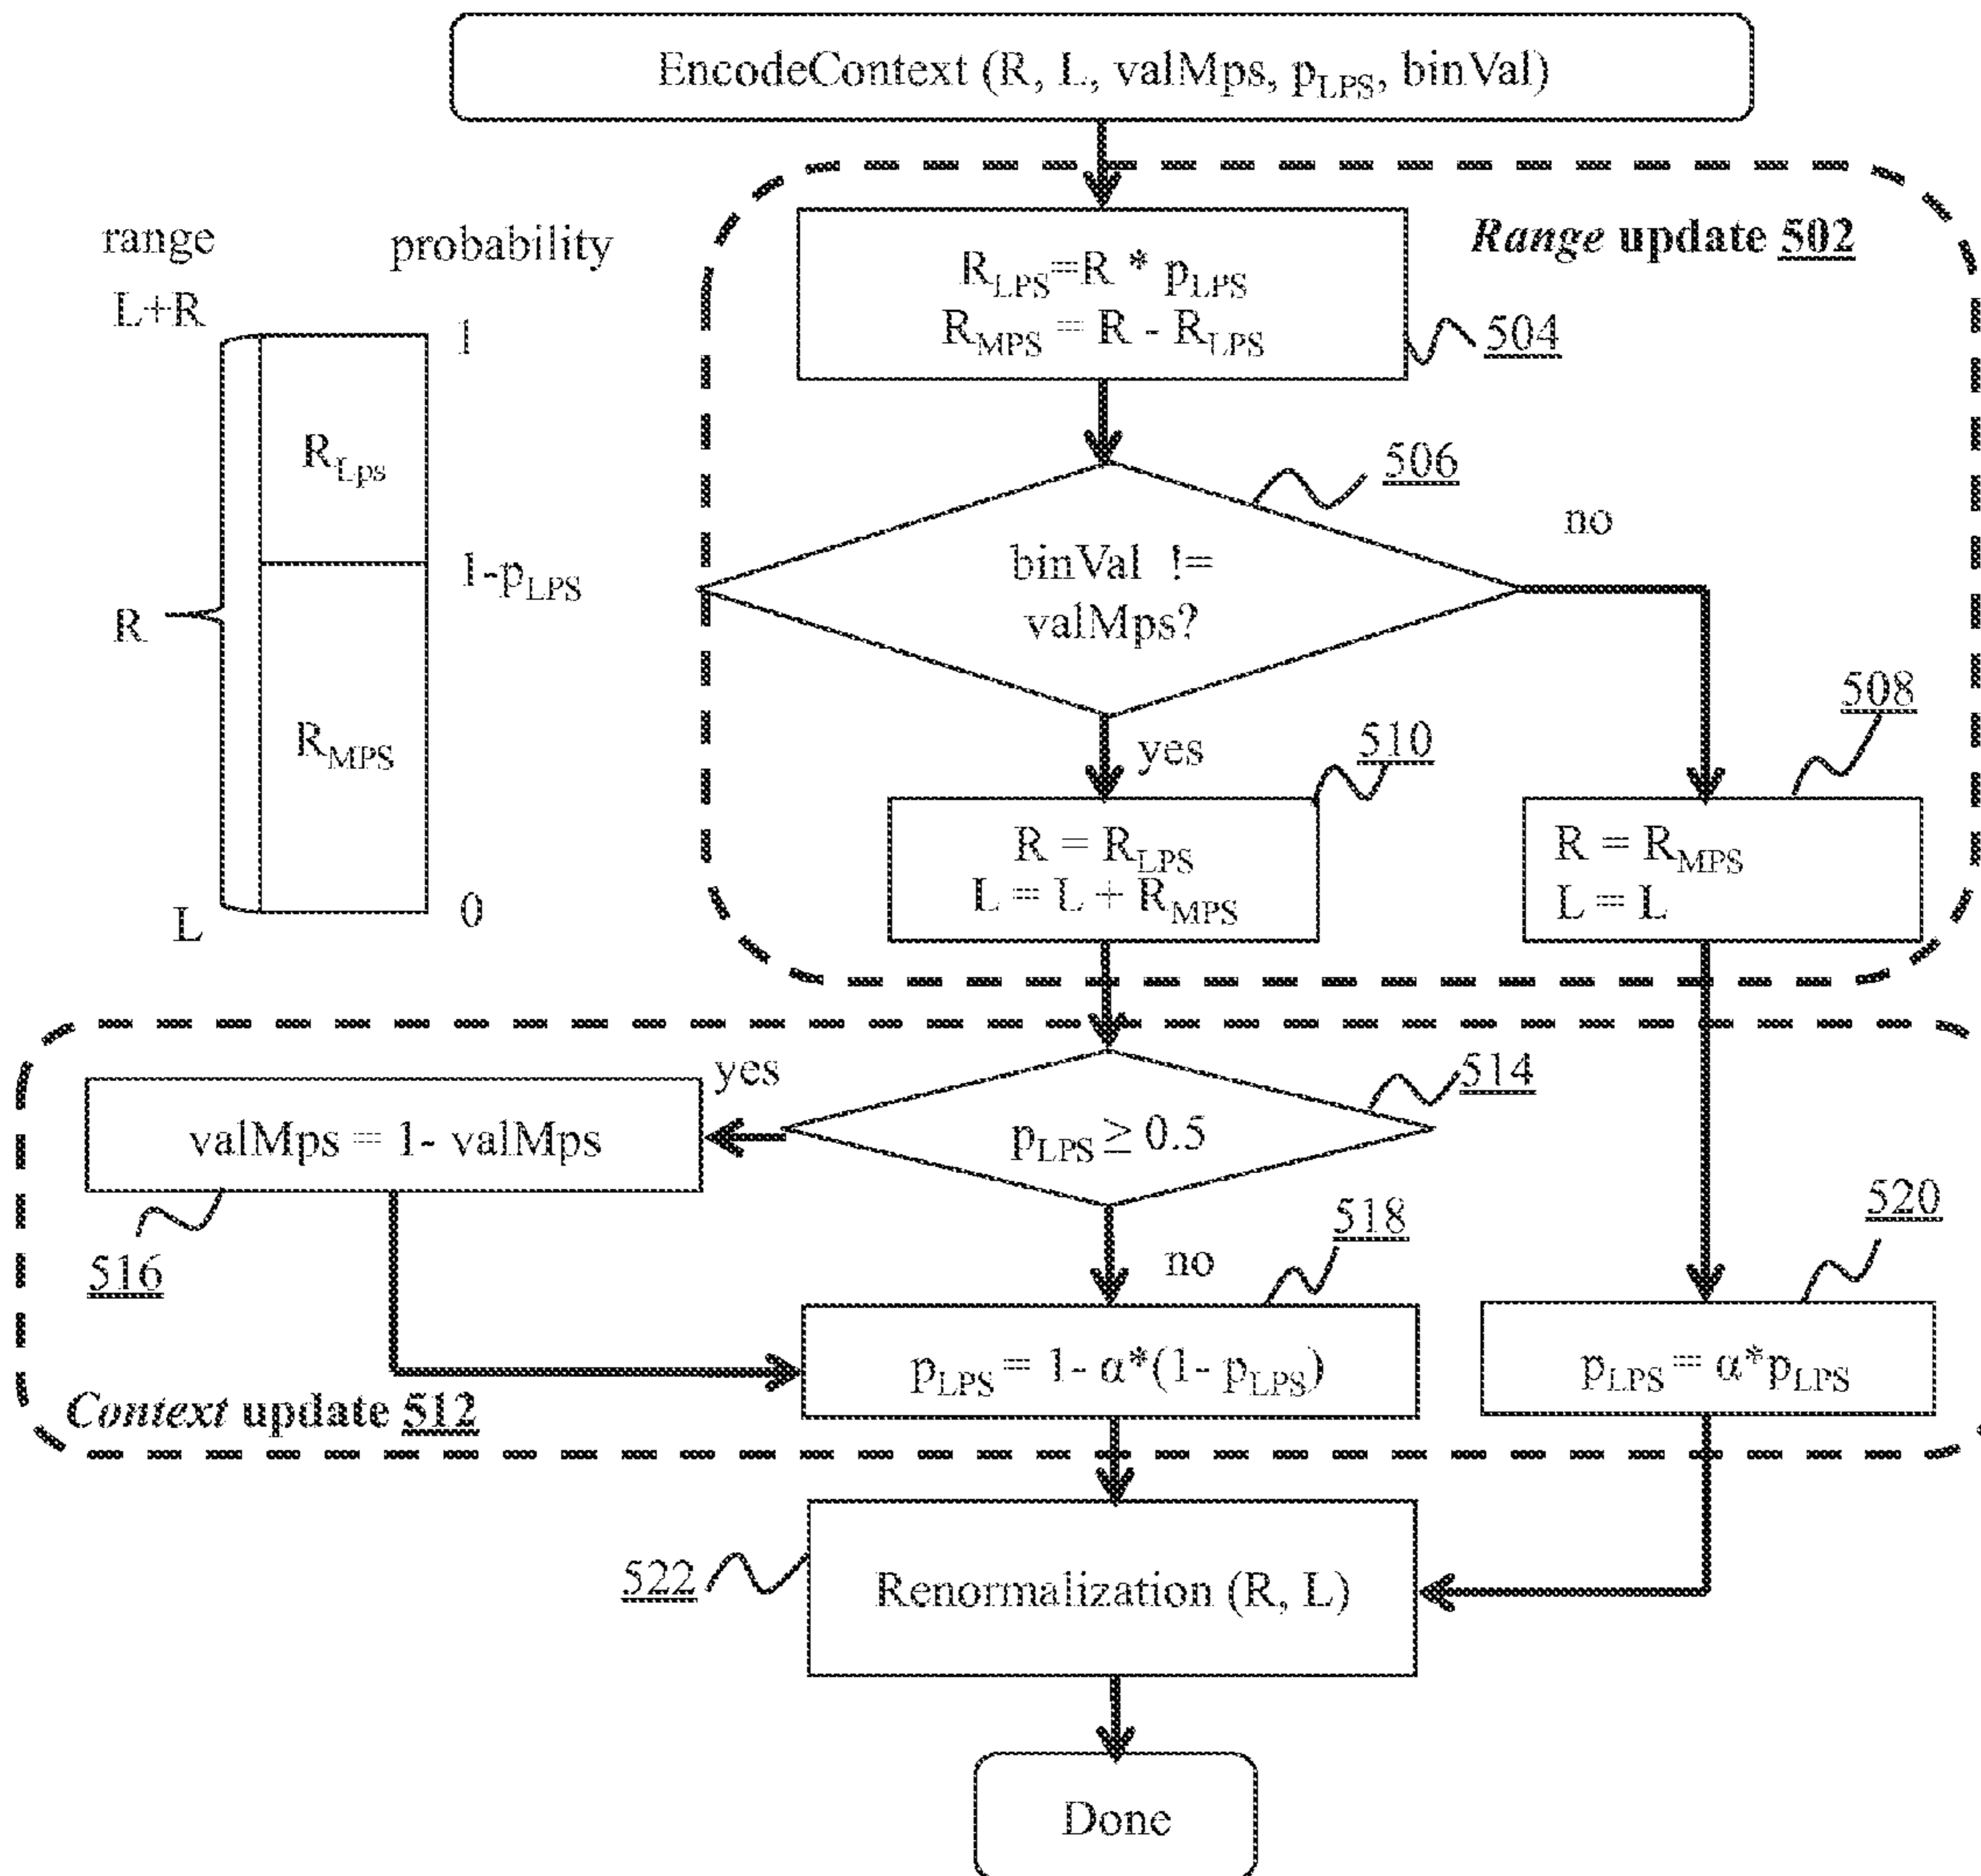 EncodeContext (R, L, valMps, pLPS, binVal)
range
probability
L+R
1
RLps
1-pLPS
R
RMPS
L
0
Range update 502
RLPS=R * pLPS
RMPS = R - RLPS
504
506
binVal !=
valMps?
no
yes
510
508
R = RLPS
L = L + RMPS
R = RMPS
L = L
yes
514
pLPS ≥ 0.5
valMps = 1- valMps
516
no
518
520
pLPS = 1- α*(1- pLPS)
pLPS = α*pLPS
Context update 512
522
Renormalization (R, L)
Done